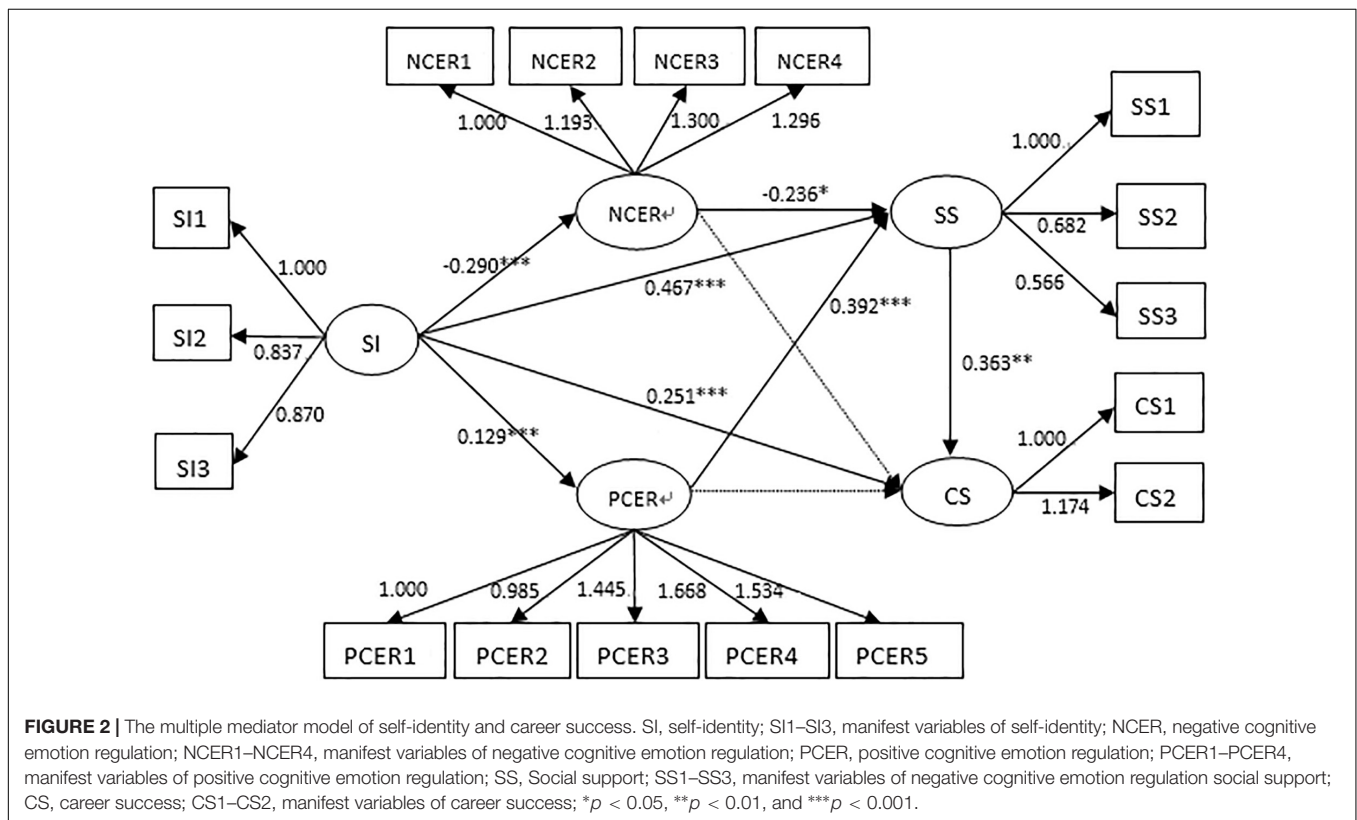 NCER1 NCER2 NCER3 NCER4
1.000 1.193 1.300 1.296
SS1
1.000
SI1
NCER↵
-0.236*
SS
SS2
0.682
1.000
-0.290***
0.467***
0.392***
0.566
SS3
SI2
0.837
SI
0.363**
0.870
0.251***
CS1
1.000
SI3
0.129***
PCER↵
CS
CS2
1.174
1.000 0.985 1.445 1.668 1.534
PCER1 PCER2 PCER3 PCER4 PCER5
FIGURE 2 | The multiple mediator model of self-identity and career success. SI, self-identity; SI1–SI3, manifest variables of self-identity; NCER, negative cognitive
emotion regulation; NCER1–NCER4, manifest variables of negative cognitive emotion regulation; PCER, positive cognitive emotion regulation; PCER1–PCER4,
manifest variables of positive cognitive emotion regulation; SS, Social support; SS1–SS3, manifest variables of negative cognitive emotion regulation social support;
CS, career success; CS1–CS2, manifest variables of career success; *p < 0.05, **p < 0.01, and ***p < 0.001.